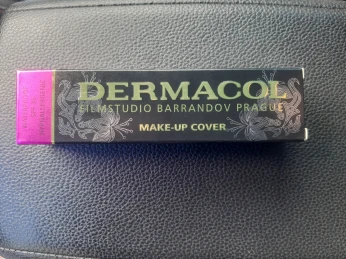 DERMACOL
FILMSTUDIO BARRANDOV PRAGUE
MAKE-UP COVER